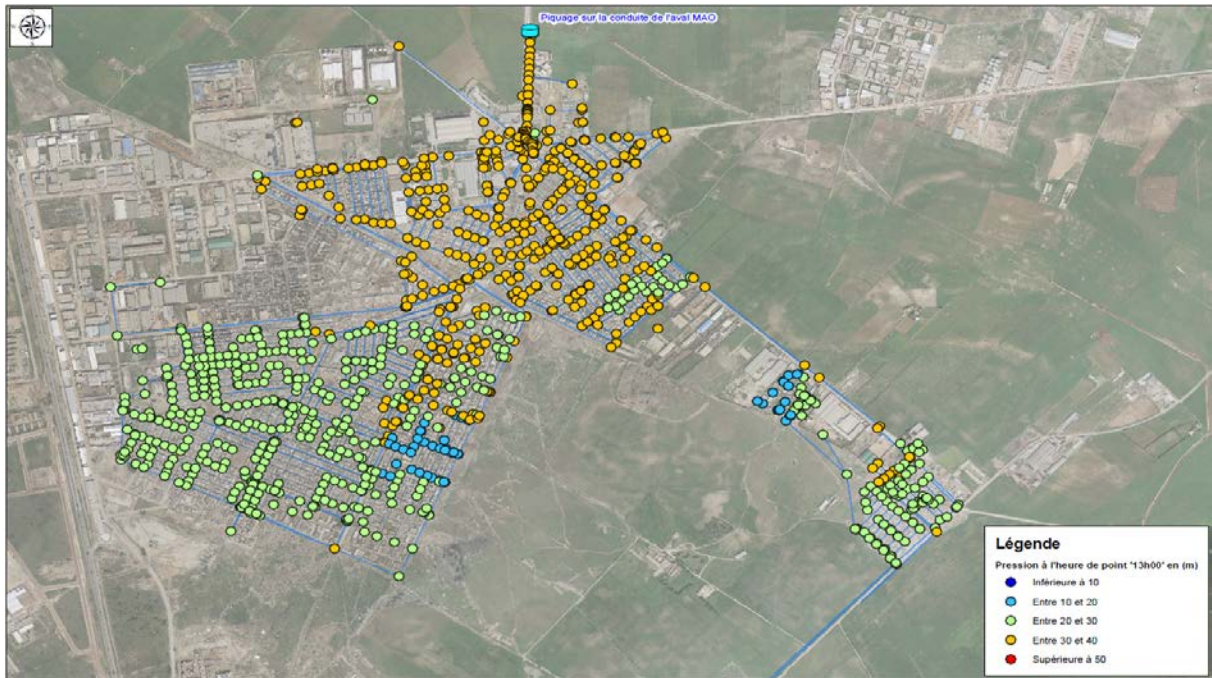 Piquage sur la conduite de l'aval MAO
Légende
Pression à l'heure de point '13h00' en (m)
Inférieure à 10
Entre 10 et 20
Entre 20 et 30
Entre 30 et 40
Supérieure à 50